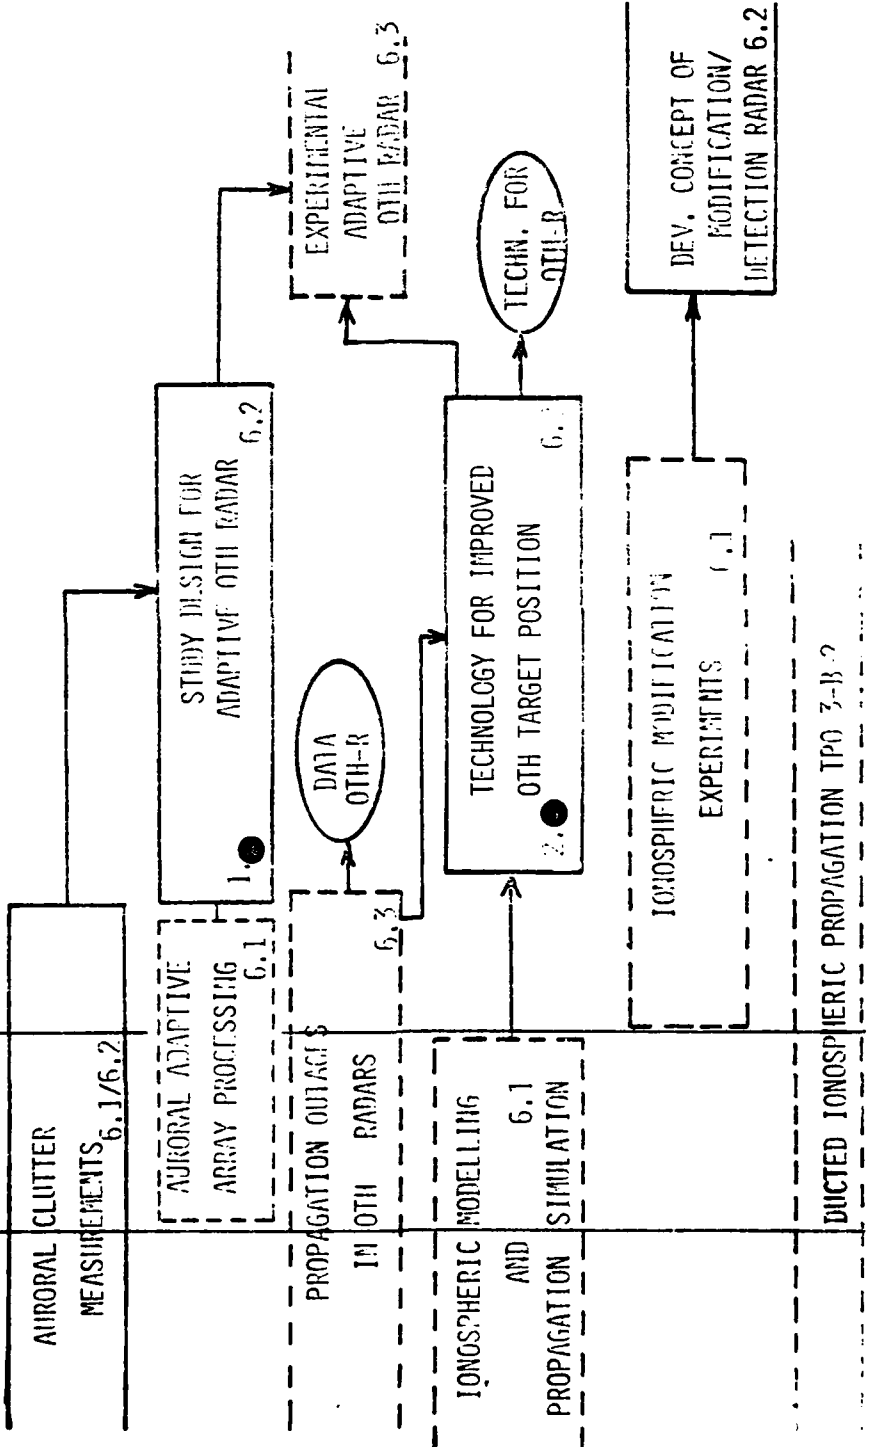 AURORAL CLUTTER
MEASUREMENTS
6.1/6.2
AURORAL ADAPTIVE
ARRAY PROCESSING
6.1
STUDY DESIGN FOR
ADAPTIVE OTH RADAR
1.
6.2
EXPERIMENTAL
ADAPTIVE
OTH RADAR 6.3
PROPAGATION OUTAGES
IN OTH RADARS
6.3
DATA
OTH-R
IONOSPHERIC MODELLING
AND 6.1
PROPAGATION SIMULATION
TECHNOLOGY FOR IMPROVED
OTH TARGET POSITION
2.
TECHN. FOR
OTH-R
IONOSPHERIC MODIFICATION
EXPERIMENTS
DEV. CONCEPT OF
MODIFICATION/
DETECTION RADAR 6.2
DUCTED IONOSPHERIC PROPAGATION TPO